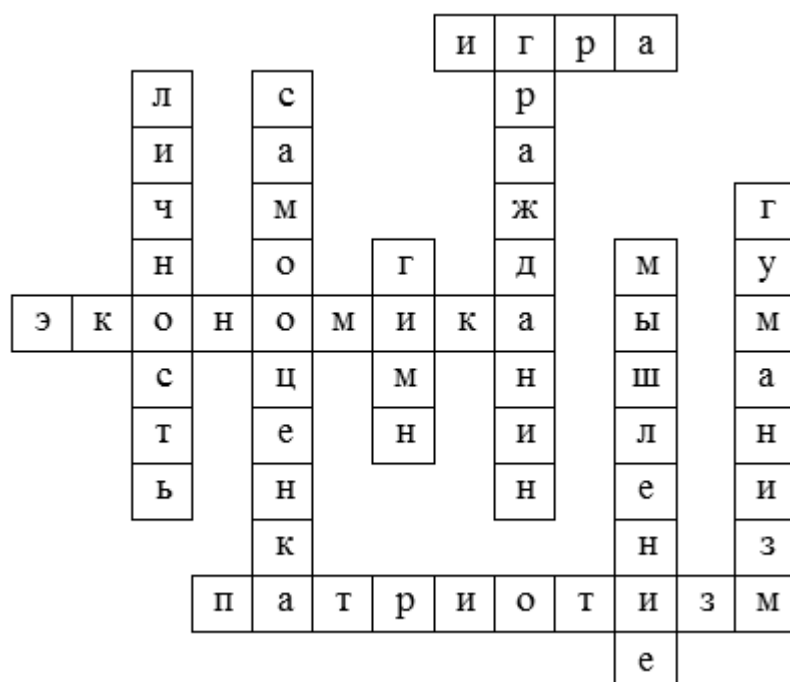 игра
гражданин
личность
самооценка
гуманизм
гимн
мышление
экономика
патриотизм